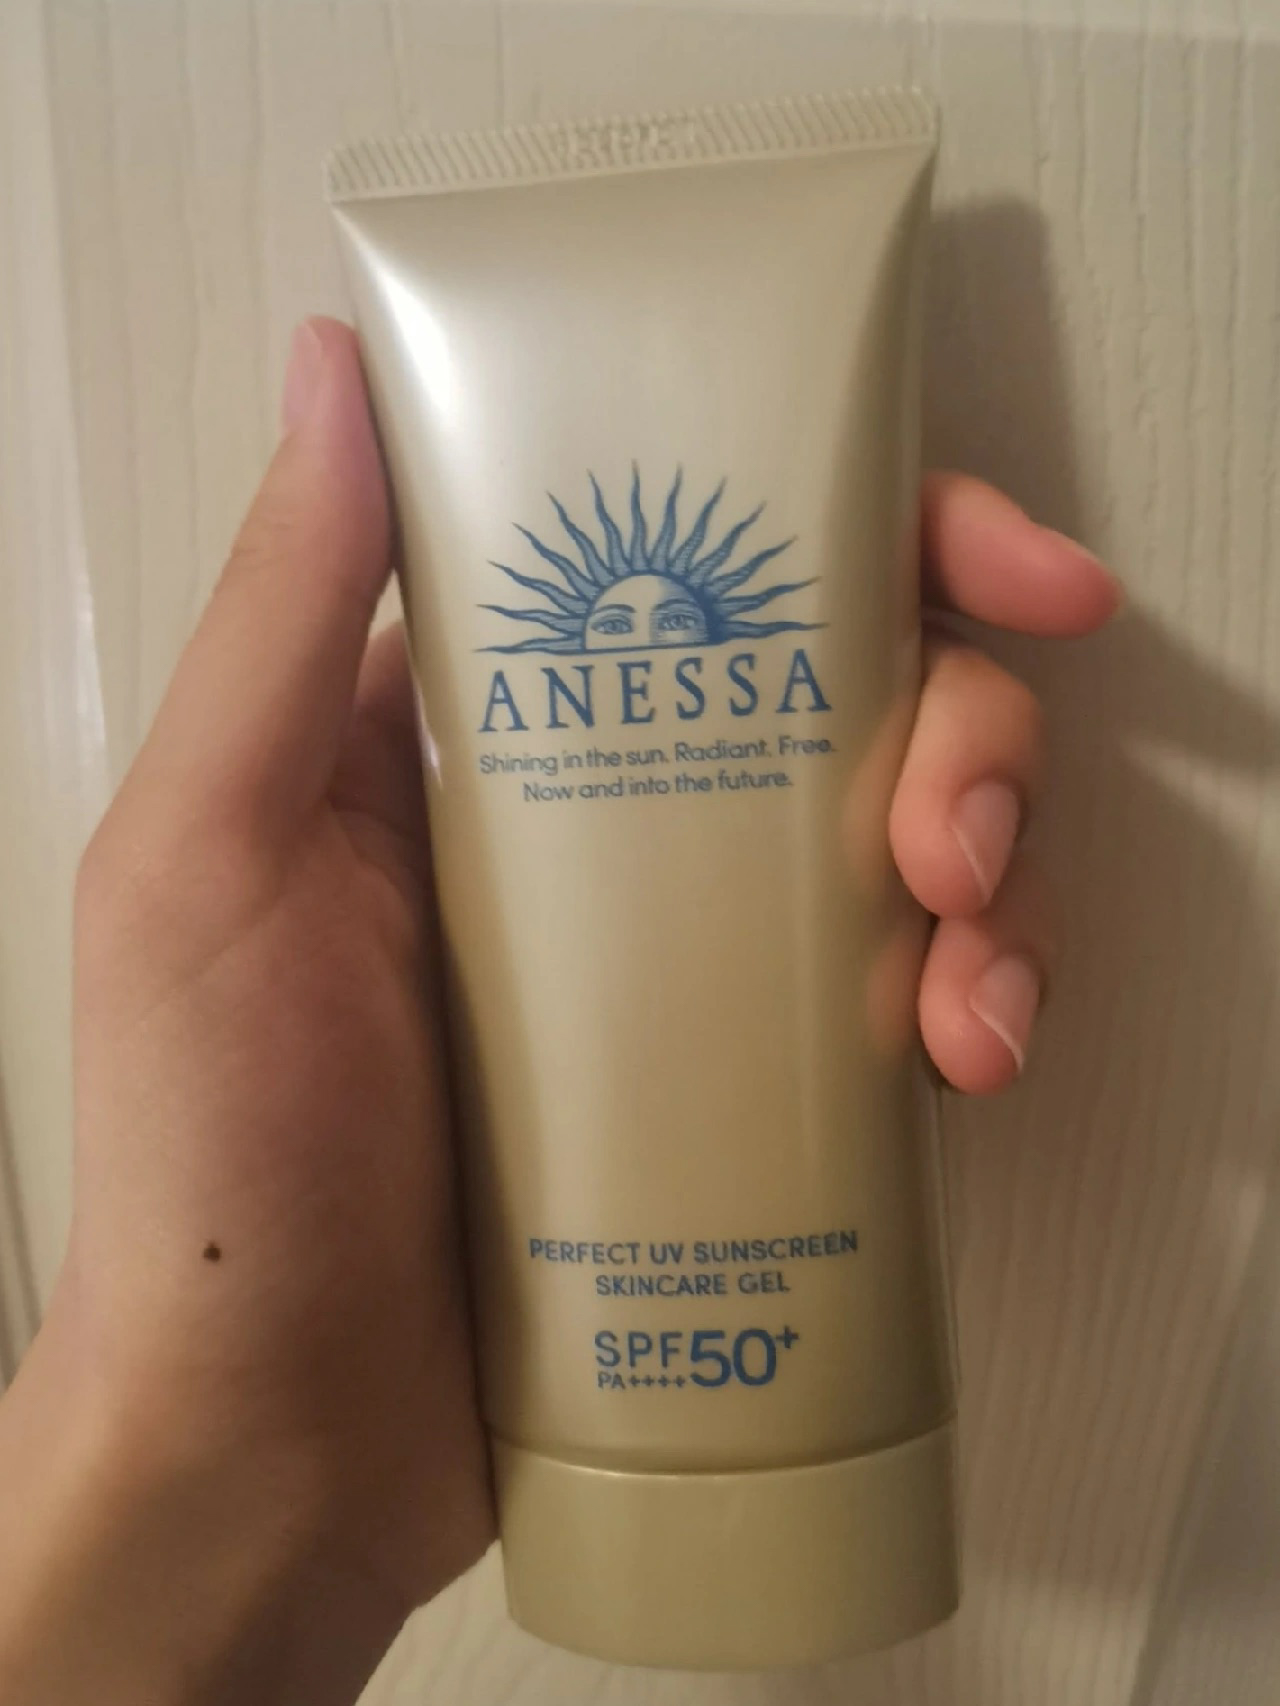 ANESSA
Shining in the sun. Radiant. Free.
Now and into the future.
PERFECT UV SUNSCREEN
SKINCARE GEL
SPF50+
PA++++